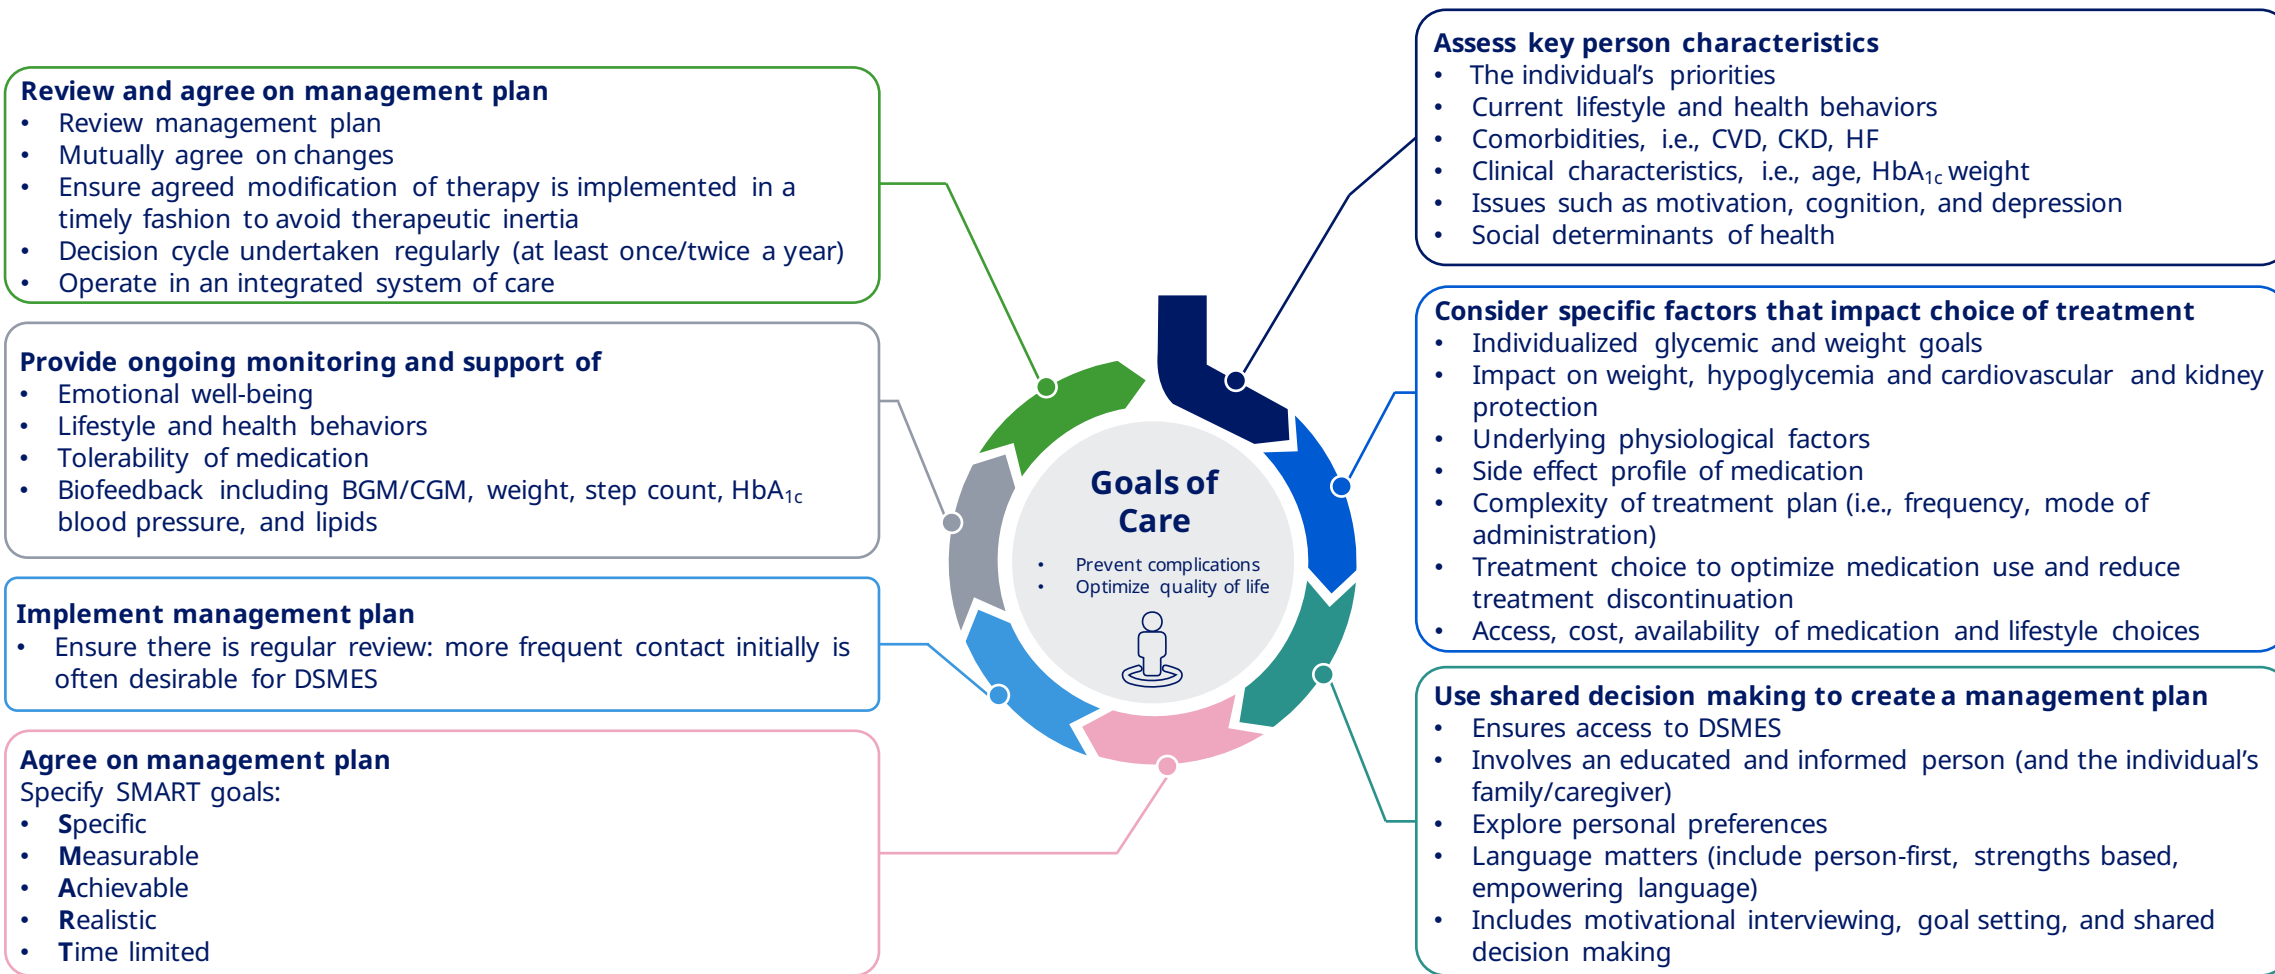 Review and agree on management plan
• Review management plan
• Mutually agree on changes
• Ensure agreed modification of therapy is implemented in a
timely fashion to avoid therapeutic inertia
• Decision cycle undertaken regularly (at least once/twice a year)
• Operate in an integrated system of care
Provide ongoing monitoring and support of
• Emotional well-being
• Lifestyle and health behaviors
• Tolerability of medication
• Biofeedback including BGM/CGM, weight, step count, HbA1c
blood pressure, and lipids
Implement management plan
• Ensure there is regular review: more frequent contact initially is
often desirable for DSMES
Agree on management plan
Specify SMART goals:
• Specific
• Measurable
• Achievable
• Realistic
• Time limited
Goals of
Care
• Prevent complications
• Optimize quality of life
Assess key person characteristics
• The individual’s priorities
• Current lifestyle and health behaviors
• Comorbidities, i.e., CVD, CKD, HF
• Clinical characteristics, i.e., age, HbA1c weight
• Issues such as motivation, cognition, and depression
• Social determinants of health
Consider specific factors that impact choice of treatment
• Individualized glycemic and weight goals
• Impact on weight, hypoglycemia and cardiovascular and kidney
protection
• Underlying physiological factors
• Side effect profile of medication
• Complexity of treatment plan (i.e., frequency, mode of
administration)
• Treatment choice to optimize medication use and reduce
treatment discontinuation
• Access, cost, availability of medication and lifestyle choices
Use shared decision making to create a management plan
• Ensures access to DSMES
• Involves an educated and informed person (and the individual’s
family/caregiver)
• Explore personal preferences
• Language matters (include person-first, strengths based,
empowering language)
• Includes motivational interviewing, goal setting, and shared
decision making